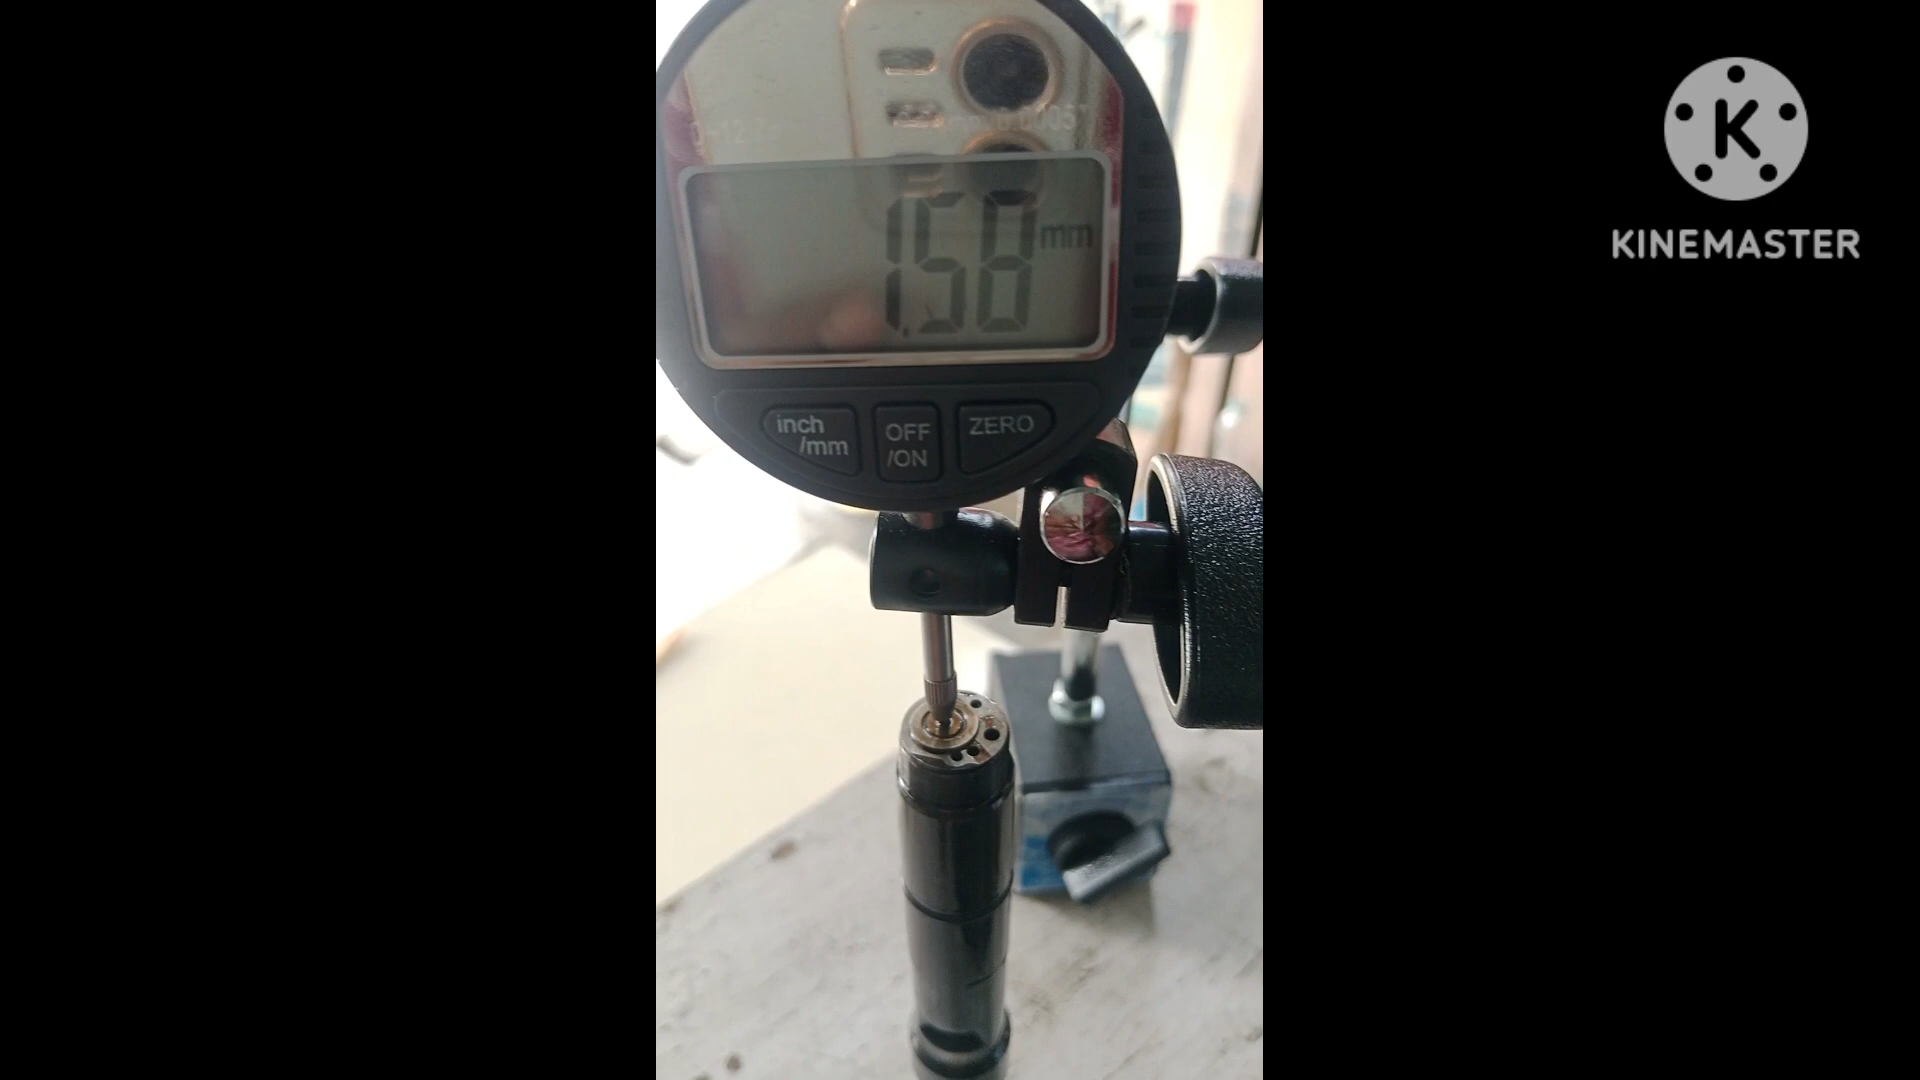 1.58 mm
inch
/mm
OFF
/ON
ZERO
KINEMASTER